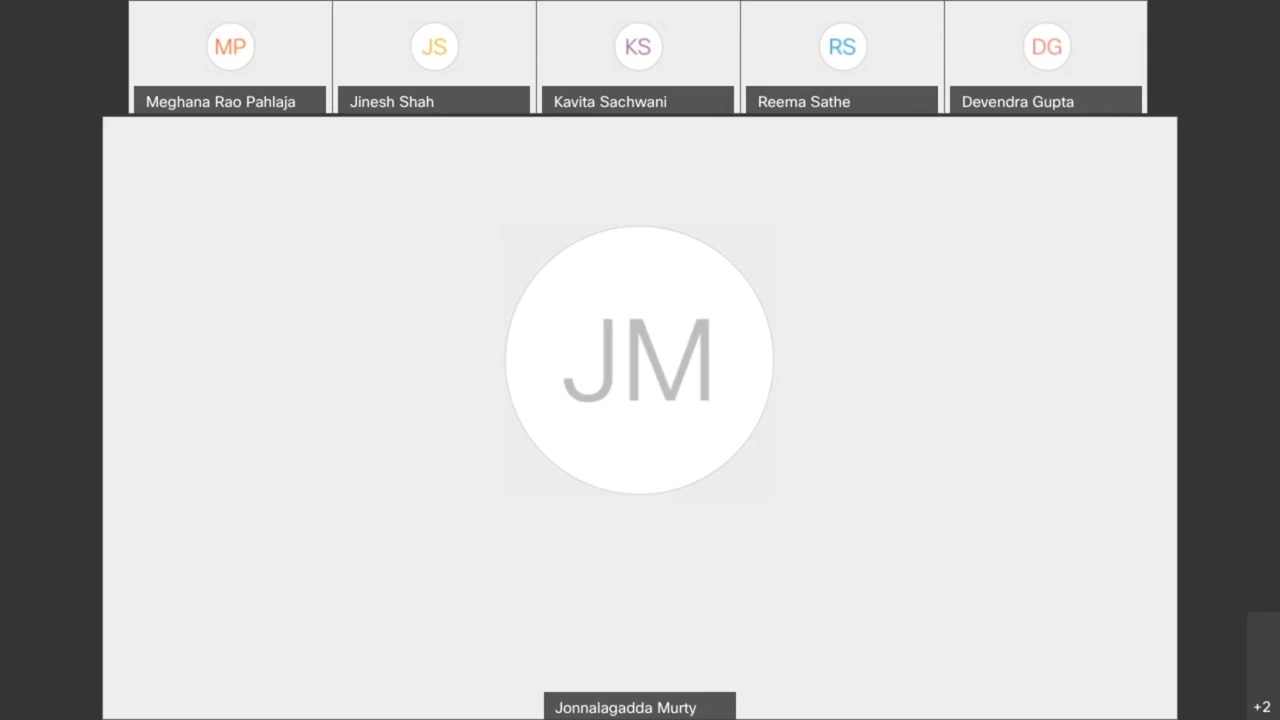 MP
JS
KS
RS
DG
Meghana Rao Pahlaja
Jinesh Shah
Kavita Sachwani
Reema Sathe
Devendra Gupta
JM
Jonnalagadda Murty
+2